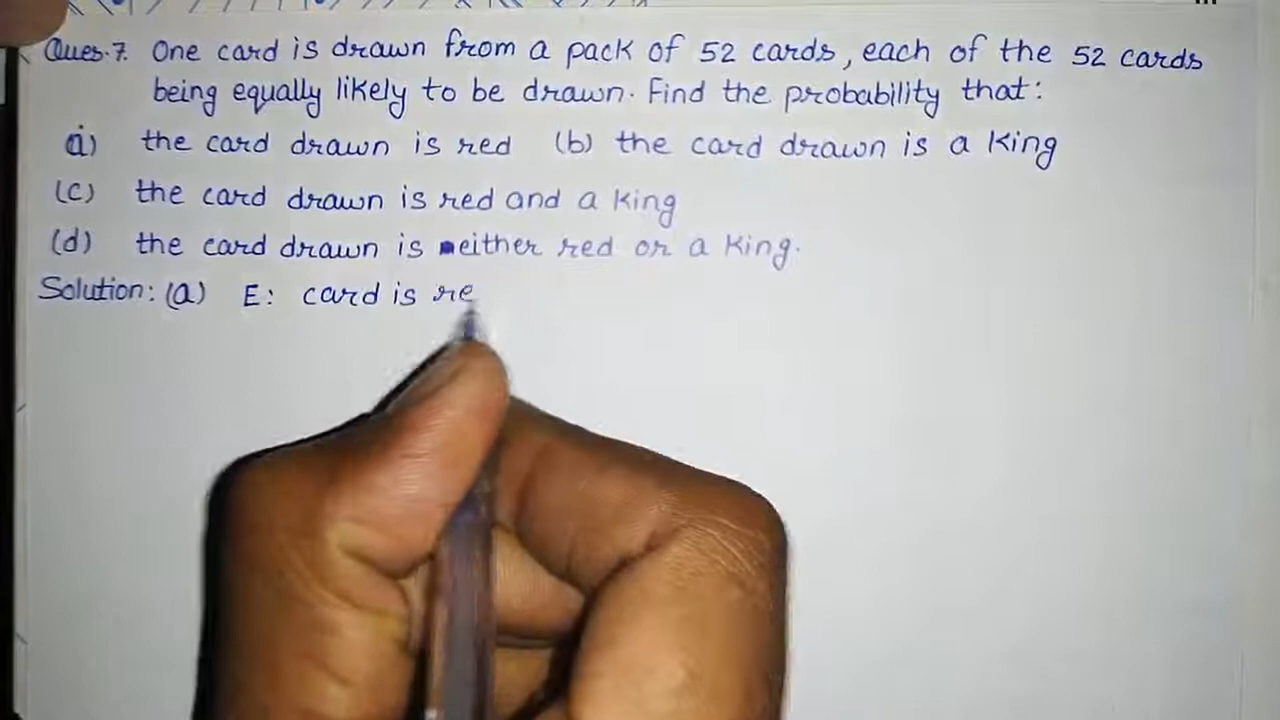 Ques.7. One card is drawn from a pack of 52 cards, each of the 52 cards
being equally likely to be drawn. Find the probability that:
a) the card drawn is red (b) the card drawn is a King
(c) the card drawn is red and a king
(d) the card drawn is either red or a King.
Solution: (a) E: card is re